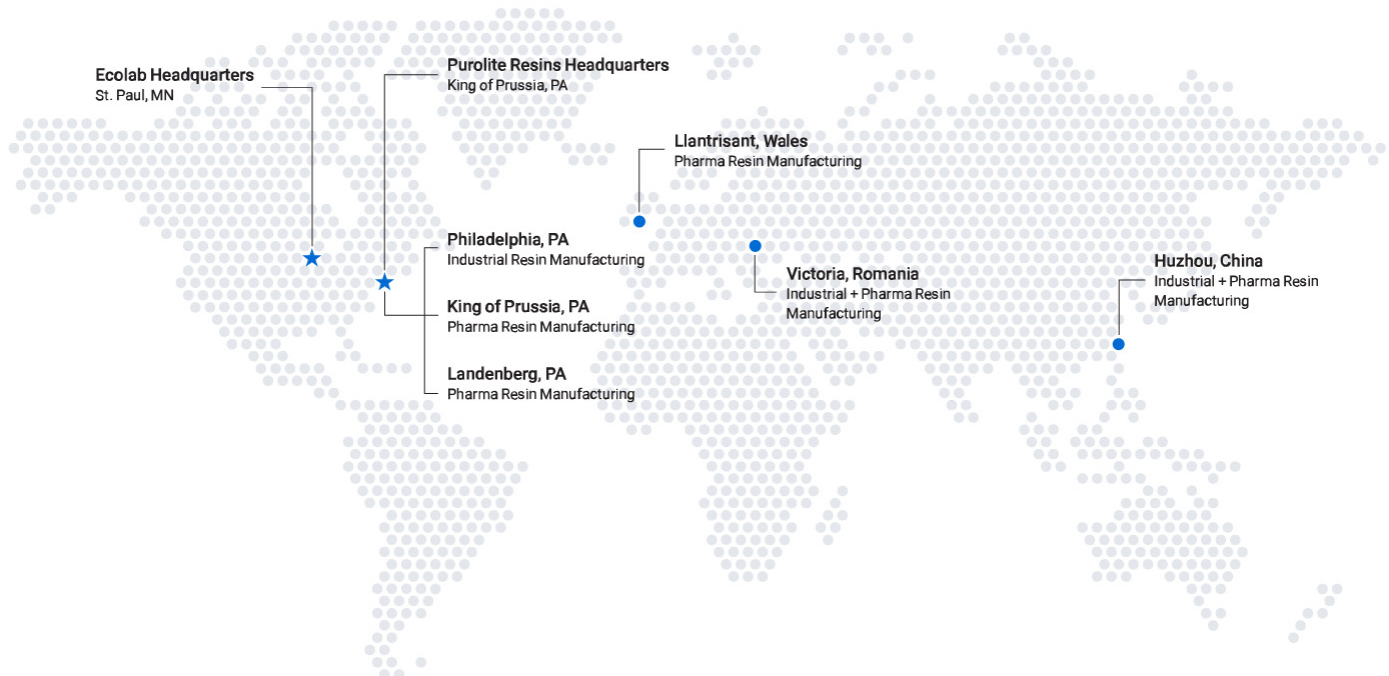 Ecolab Headquarters
St. Paul, MN
Purolite Resins Headquarters
King of Prussia, PA
Llantrisant, Wales
Pharma Resin Manufacturing
Philadelphia, PA
Industrial Resin Manufacturing
King of Prussia, PA
Pharma Resin Manufacturing
Landenberg, PA
Pharma Resin Manufacturing
Victoria, Romania
Industrial + Pharma Resin
Manufacturing
Huzhou, China
Industrial + Pharma Resin
Manufacturing